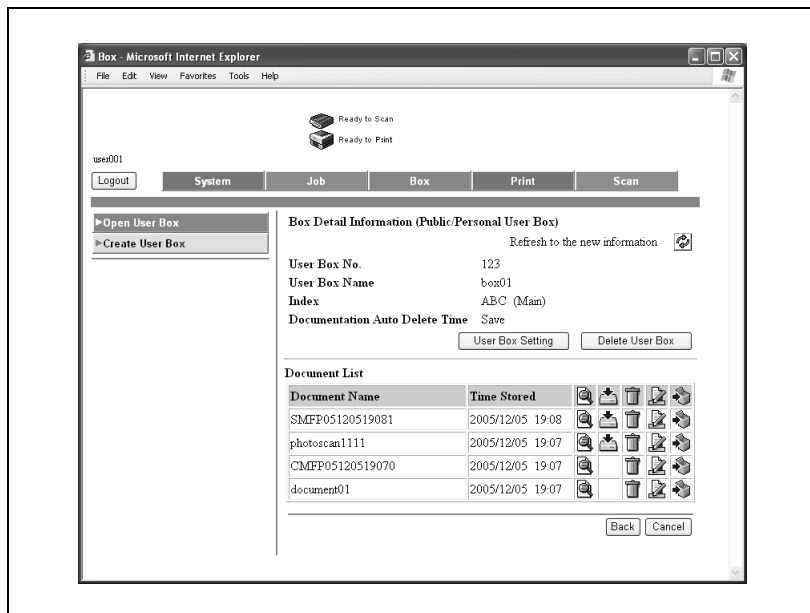 Box - Microsoft Internet Explorer
File Edit View Favorites Tools Help
Ready to Scan
Ready to Print
user001
Logout System Job Box Print Scan
Open User Box
Create User Box
Box Detail Information (Public/Personal User Box)
Refresh to the new information
User Box No. 123
User Box Name box01
Index ABC (Main)
Documentation Auto Delete Time Save
User Box Setting Delete User Box
Document List
Document Name Time Stored
SMFP05120519081 2005/12/05 19:08
photoscan1111 2005/12/05 19:07
CMFP05120519070 2005/12/05 19:07
document01 2005/12/05 19:07
Back Cancel